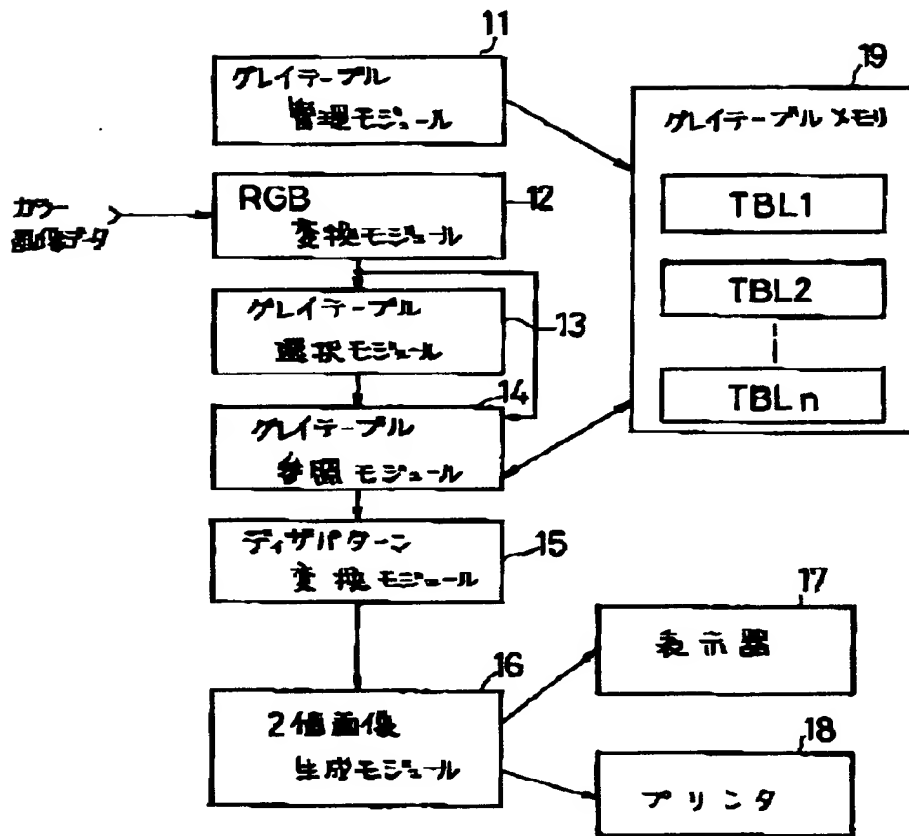 11
グレイテーブル
管理モジュール
19
グレイテーブルメモリ
TBL1
TBL2
TBLn
カラー
画像データ
RGB
変換モジュール
12
グレイテーブル
選択モジュール
13
14
グレイテーブル
参照モジュール
ディザパターン
変換モジュール
15
16
2値画像
生成モジュール
17
表示器
18
プリンタ